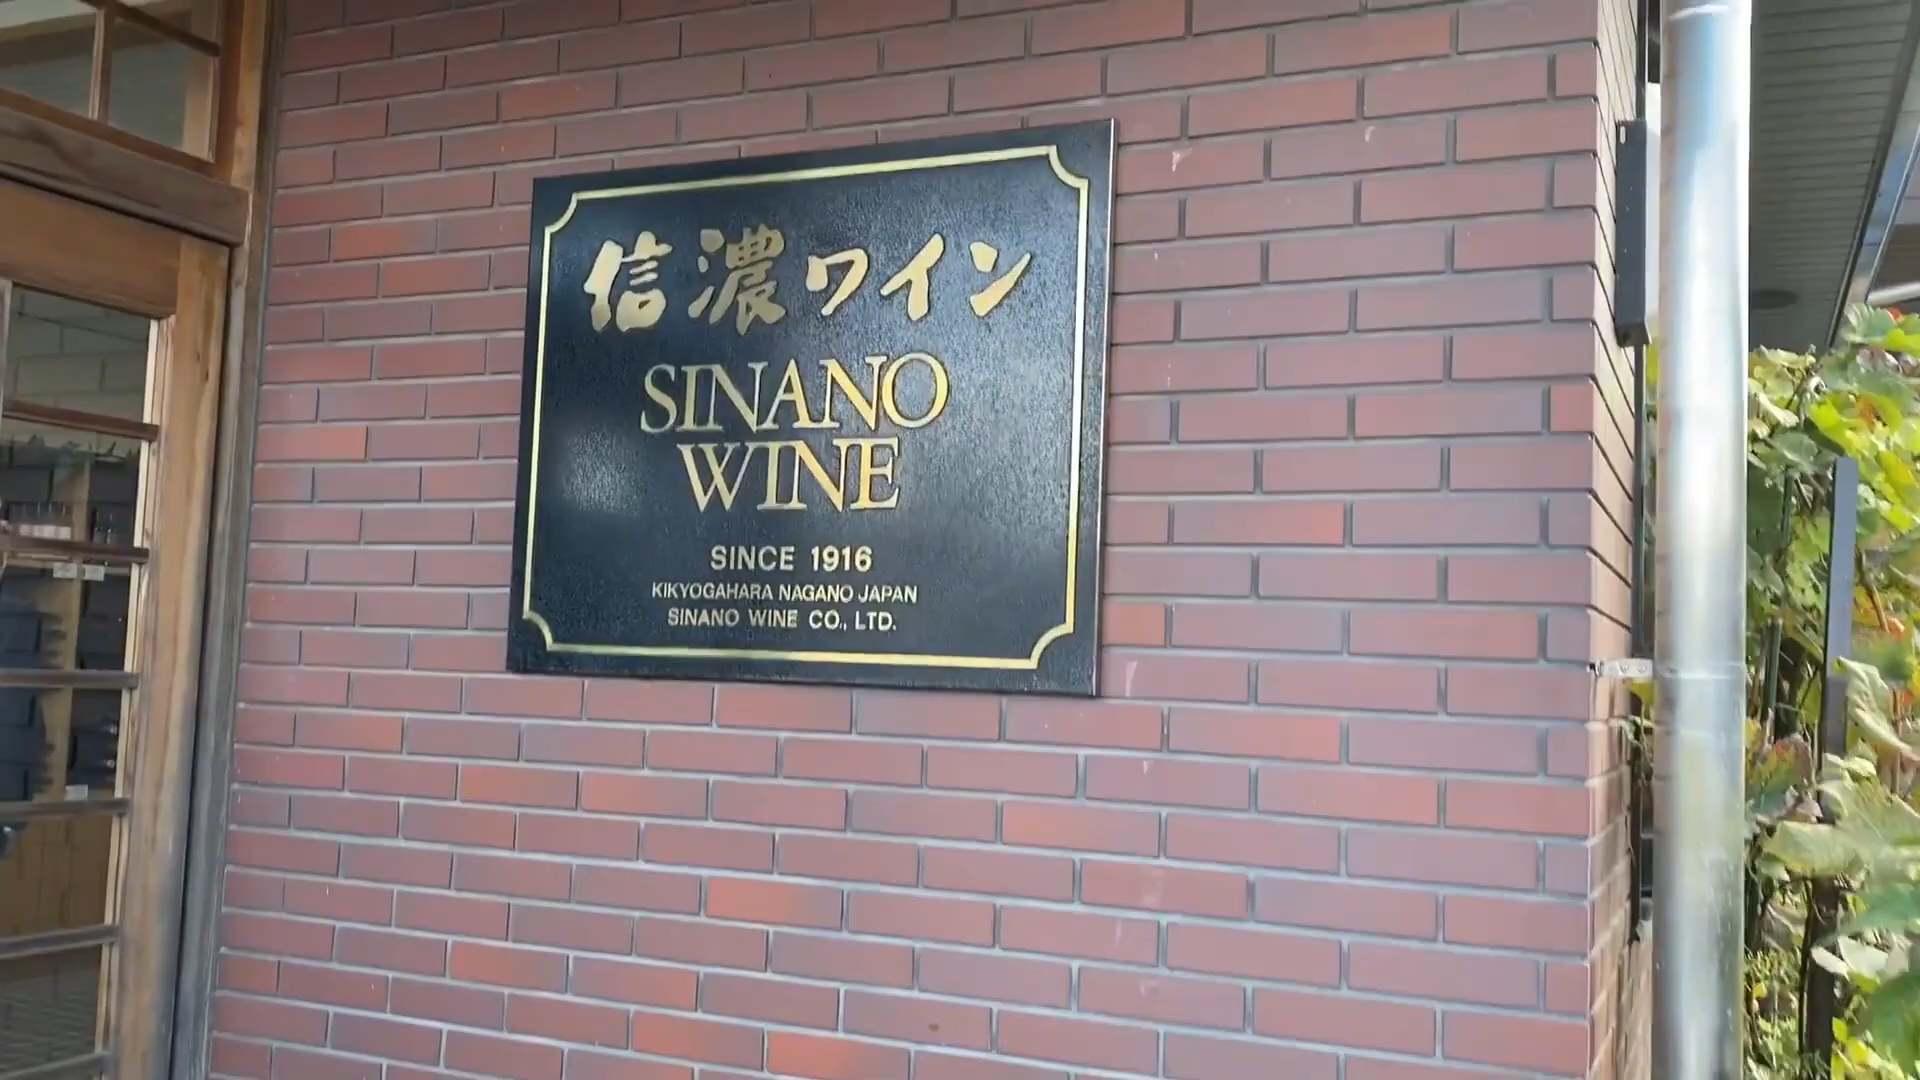 信濃ワイン
SINANO
WINE
SINCE 1916
KIKYOGAHARA NAGANO JAPAN
SINANO WINE CO., LTD.